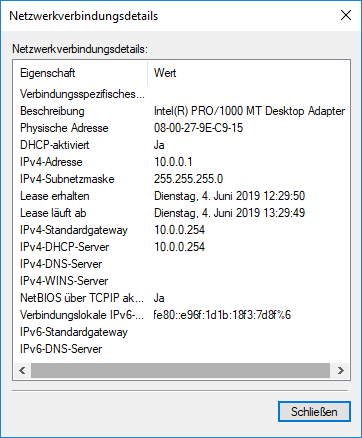 Netzwerkverbindungsdetails
Netzwerkverbindungsdetails:
Eigenschaft Wert
Verbindungsspezifisches...
Beschreibung Intel(R) PRO/1000 MT Desktop Adapter
Physische Adresse 08-00-27-9E-C9-15
DHCP-aktiviert Ja
IPv4-Adresse 10.0.0.1
IPv4-Subnetzmaske 255.255.255.0
Lease erhalten Dienstag, 4. Juni 2019 12:29:50
Lease läuft ab Dienstag, 4. Juni 2019 13:29:49
IPv4-Standardgateway 10.0.0.254
IPv4-DHCP-Server 10.0.0.254
IPv4-DNS-Server
IPv4-WINS-Server
NetBIOS über TCPIP ak... Ja
Verbindungslokale IPv6-... fe80::e96f:1d1b:18f3:7d8f%6
IPv6-Standardgateway
IPv6-DNS-Server
Schließen